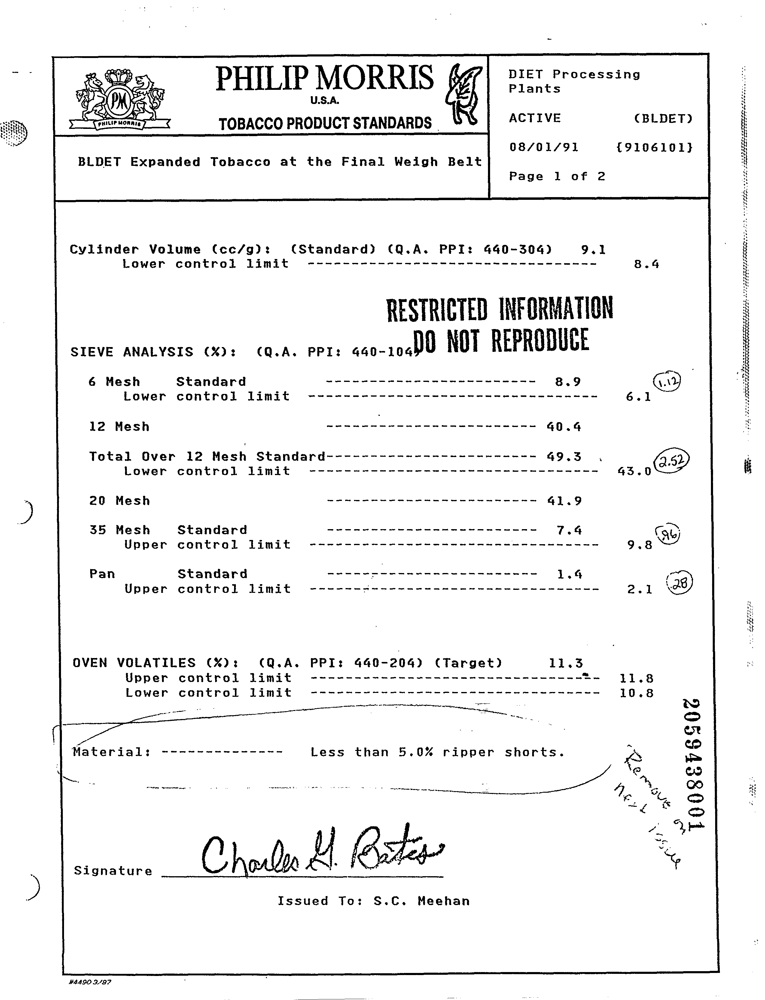 PHILIP MORRIS
U.S.A.
TOBACCO PRODUCT STANDARDS
PM
PHILIP MORRIS
DIET Processing
Plants
ACTIVE (BLDET)
08/01/91 {9106101}
Page 1 of 2
BLDET Expanded Tobacco at the Final Weigh Belt
Cylinder Volume (cc/g): (Standard) (Q.A. PPI: 440-304) 9.1
Lower control limit -------------------------------- 8.4
RESTRICTED INFORMATION
DO NOT REPRODUCE
SIEVE ANALYSIS (%): (Q.A. PPI: 440-104)
6 Mesh Standard ----------------------- 8.9
Lower control limit -------------------------------- 6.1 1.12
12 Mesh ----------------------- 40.4
Total Over 12 Mesh Standard----------------------- 49.3
Lower control limit -------------------------------- 43.0 2.52
20 Mesh ----------------------- 41.9
35 Mesh Standard ----------------------- 7.4
Upper control limit -------------------------------- 9.8 .96
Pan Standard ----------------------- 1.4
Upper control limit -------------------------------- 2.1 .28
OVEN VOLATILES (%): (Q.A. PPI: 440-204) (Target) 11.3
Upper control limit -------------------------------- 11.8
Lower control limit -------------------------------- 10.8
Material: -------------- Less than 5.0% ripper shorts.
Remove on
next issue
2059438001
Signature Charles G. Bates
Issued To: S.C. Meehan
#4490 3/87